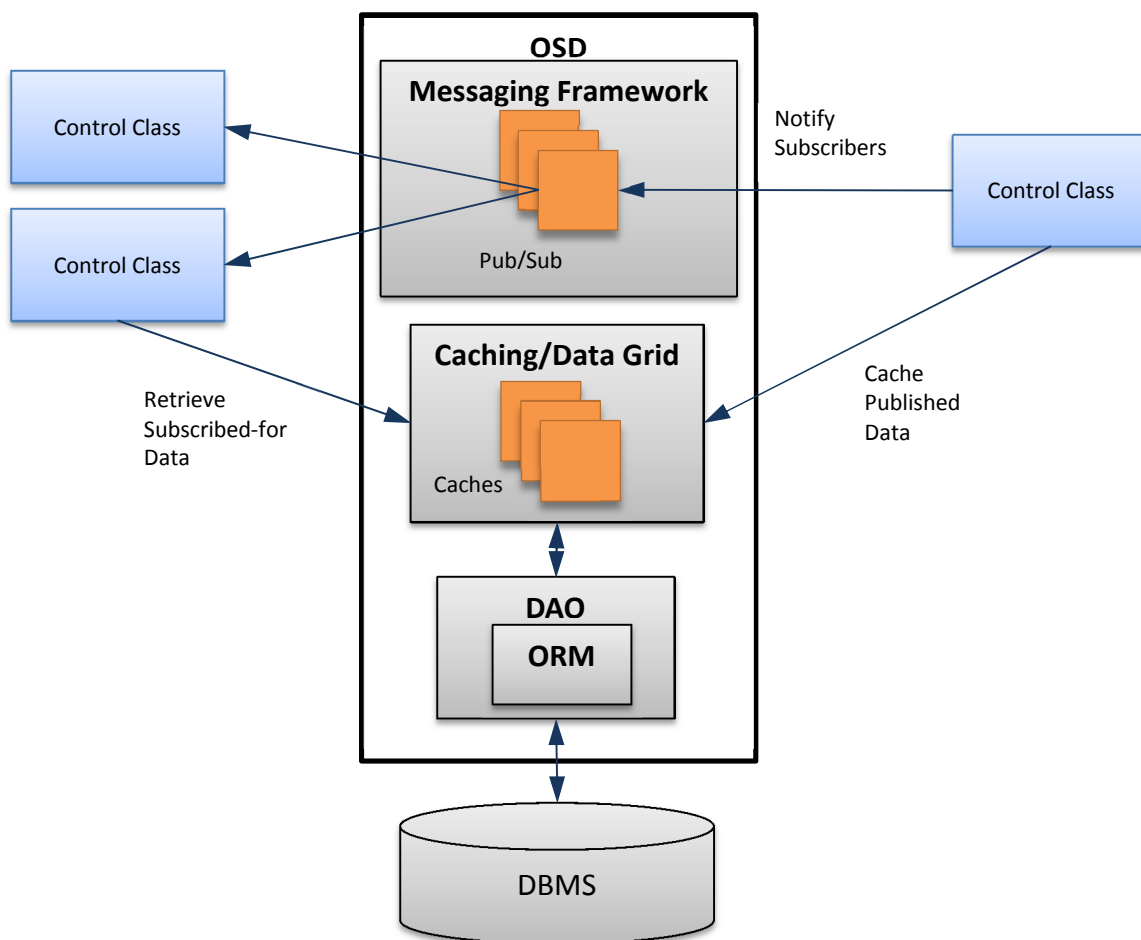 OSD
Messaging Framework
Control Class
Notify
Subscribers
Control Class
Control Class
Pub/Sub
Caching/Data Grid
Retrieve
Subscribed-for
Data
Cache
Published
Data
Caches
DAO
ORM
DBMS